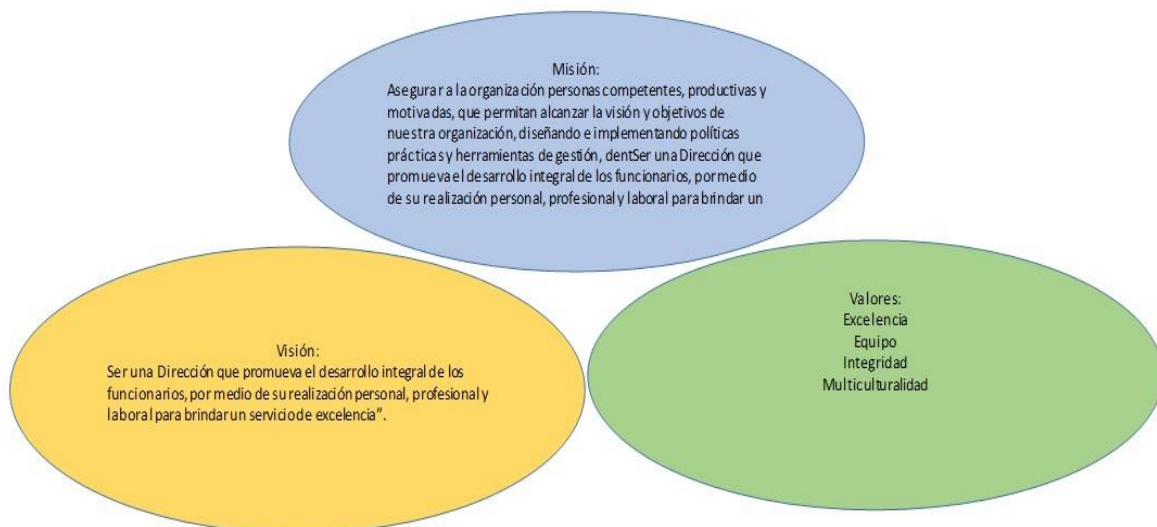 Misión:
Asegurar a la organización personas competentes, productivas y
motivadas, que permitan alcanzar la visión y objetivos de
nuestra organización, diseñando e implementando políticas
prácticas y herramientas de gestión, dentSer una Dirección que
promueva el desarrollo integral de los funcionarios, por medio
de su realización personal, profesional y laboral para brindar un
Visión:
Ser una Dirección que promueva el desarrollo integral de los
funcionarios, por medio de su realización personal, profesional y
laboral para brindar un servicio de excelencia”.
Valores:
Excelencia
Equipo
Integridad
Multiculturalidad